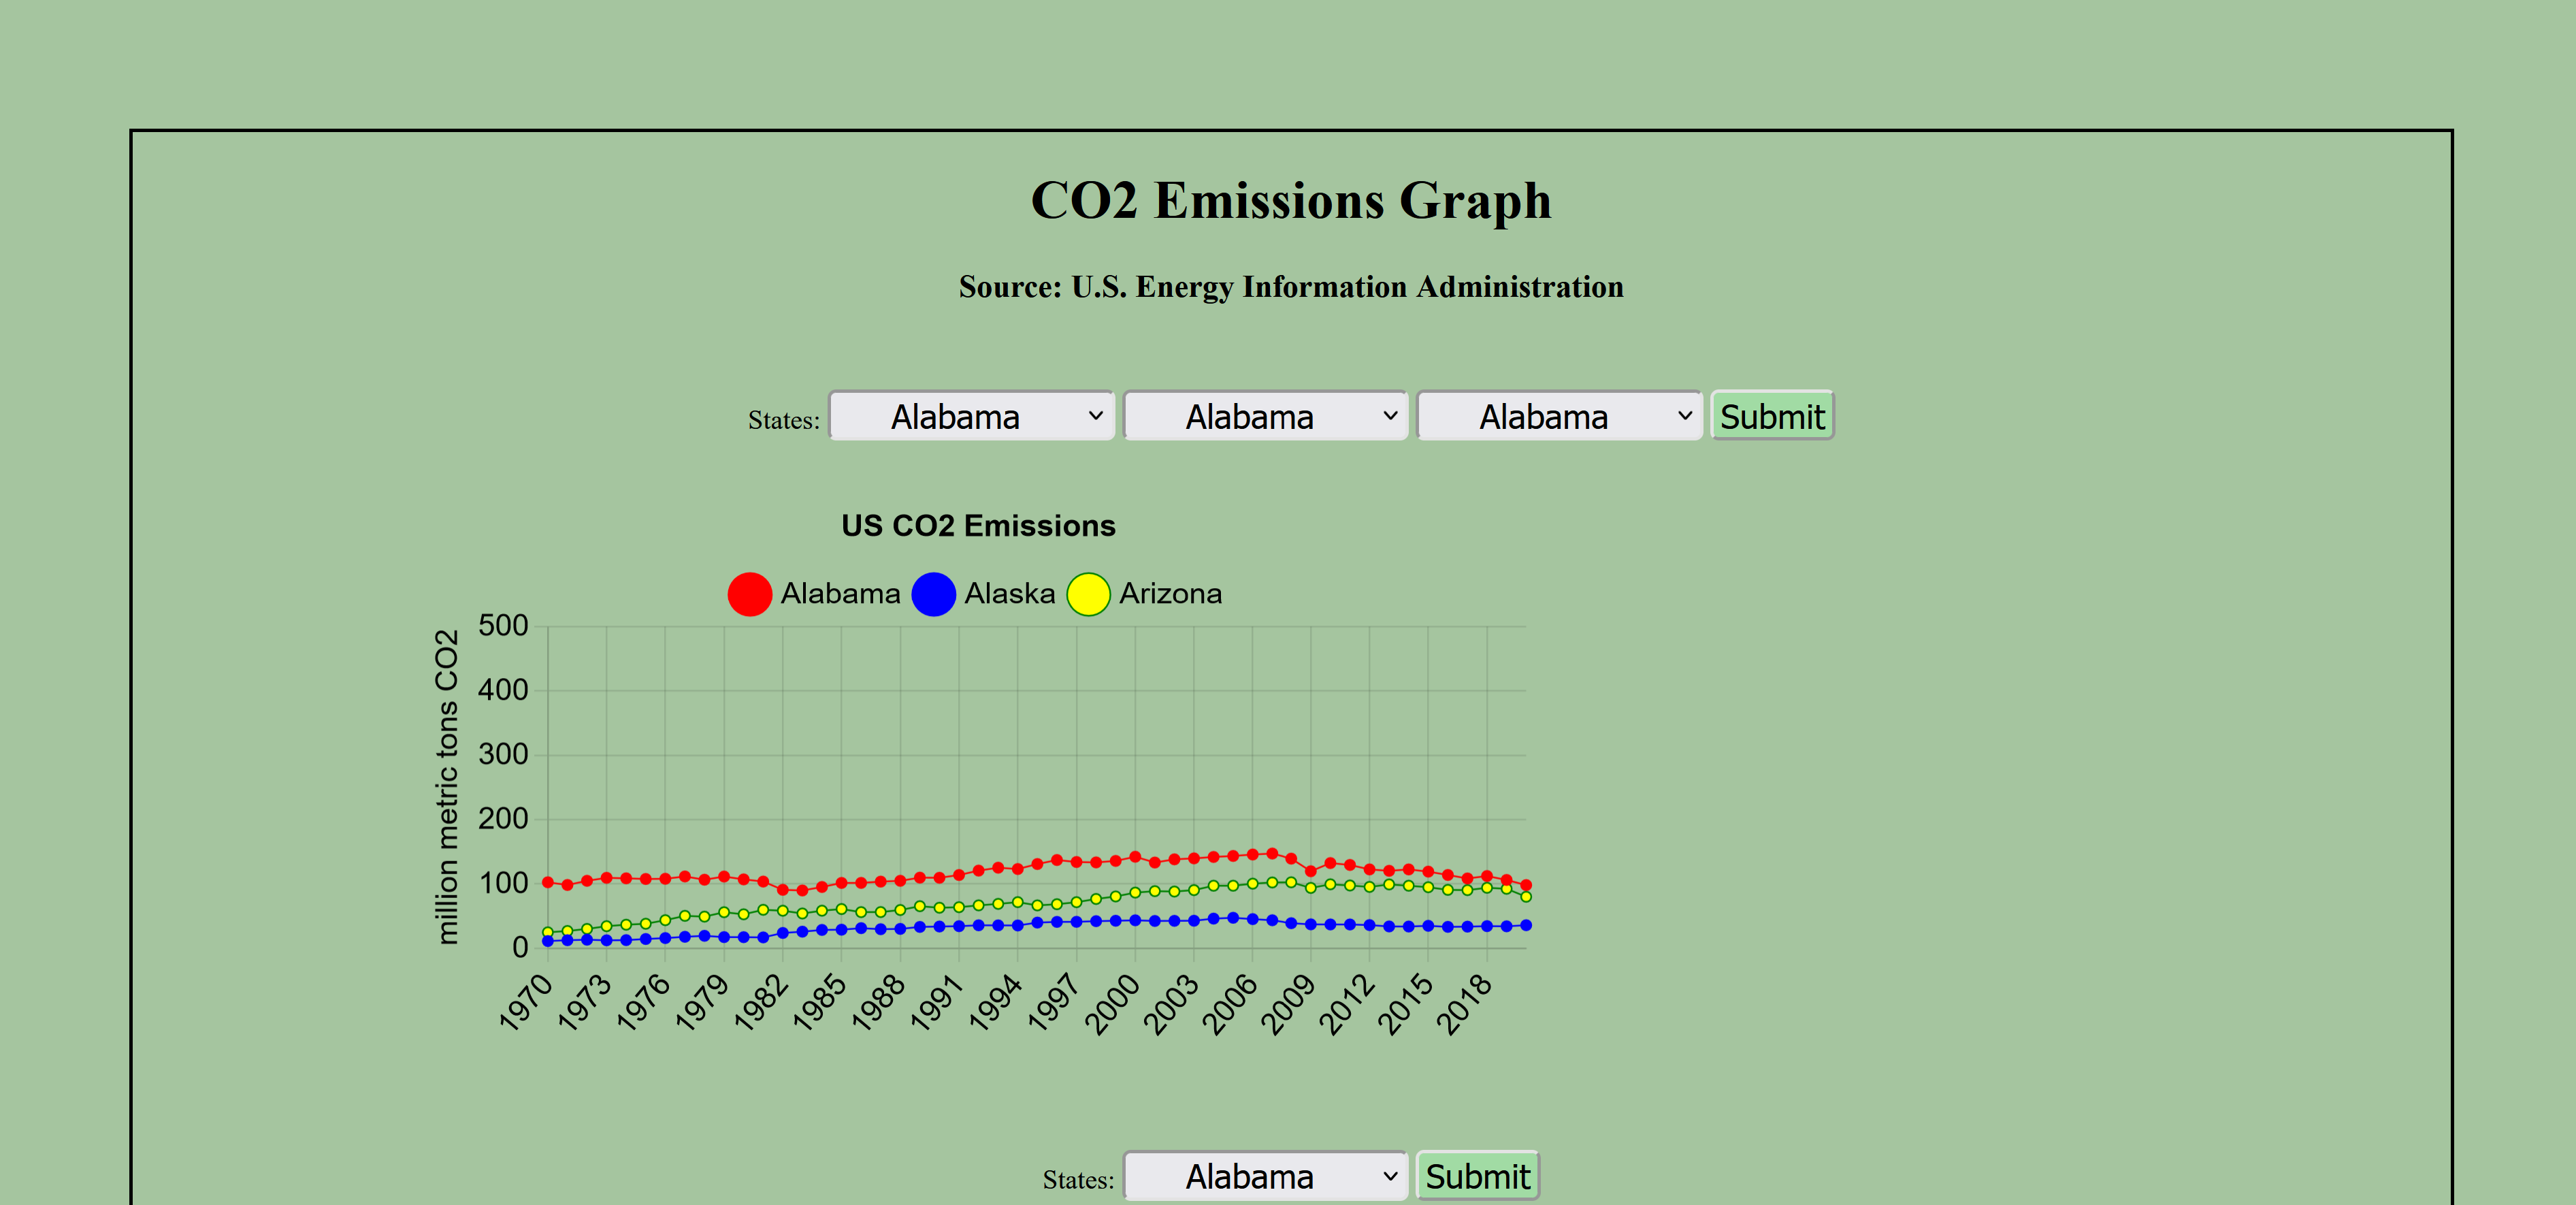 CO2 Emissions Graph
Source: U.S. Energy Information Administration
States: Alabama Alabama Alabama Submit
US CO2 Emissions
Alabama Alaska Arizona
million metric tons CO2
500
400
300
200
100
0
1970 1973 1976 1979 1982 1985 1988 1991 1994 1997 2000 2003 2006 2009 2012 2015 2018
States: Alabama Submit